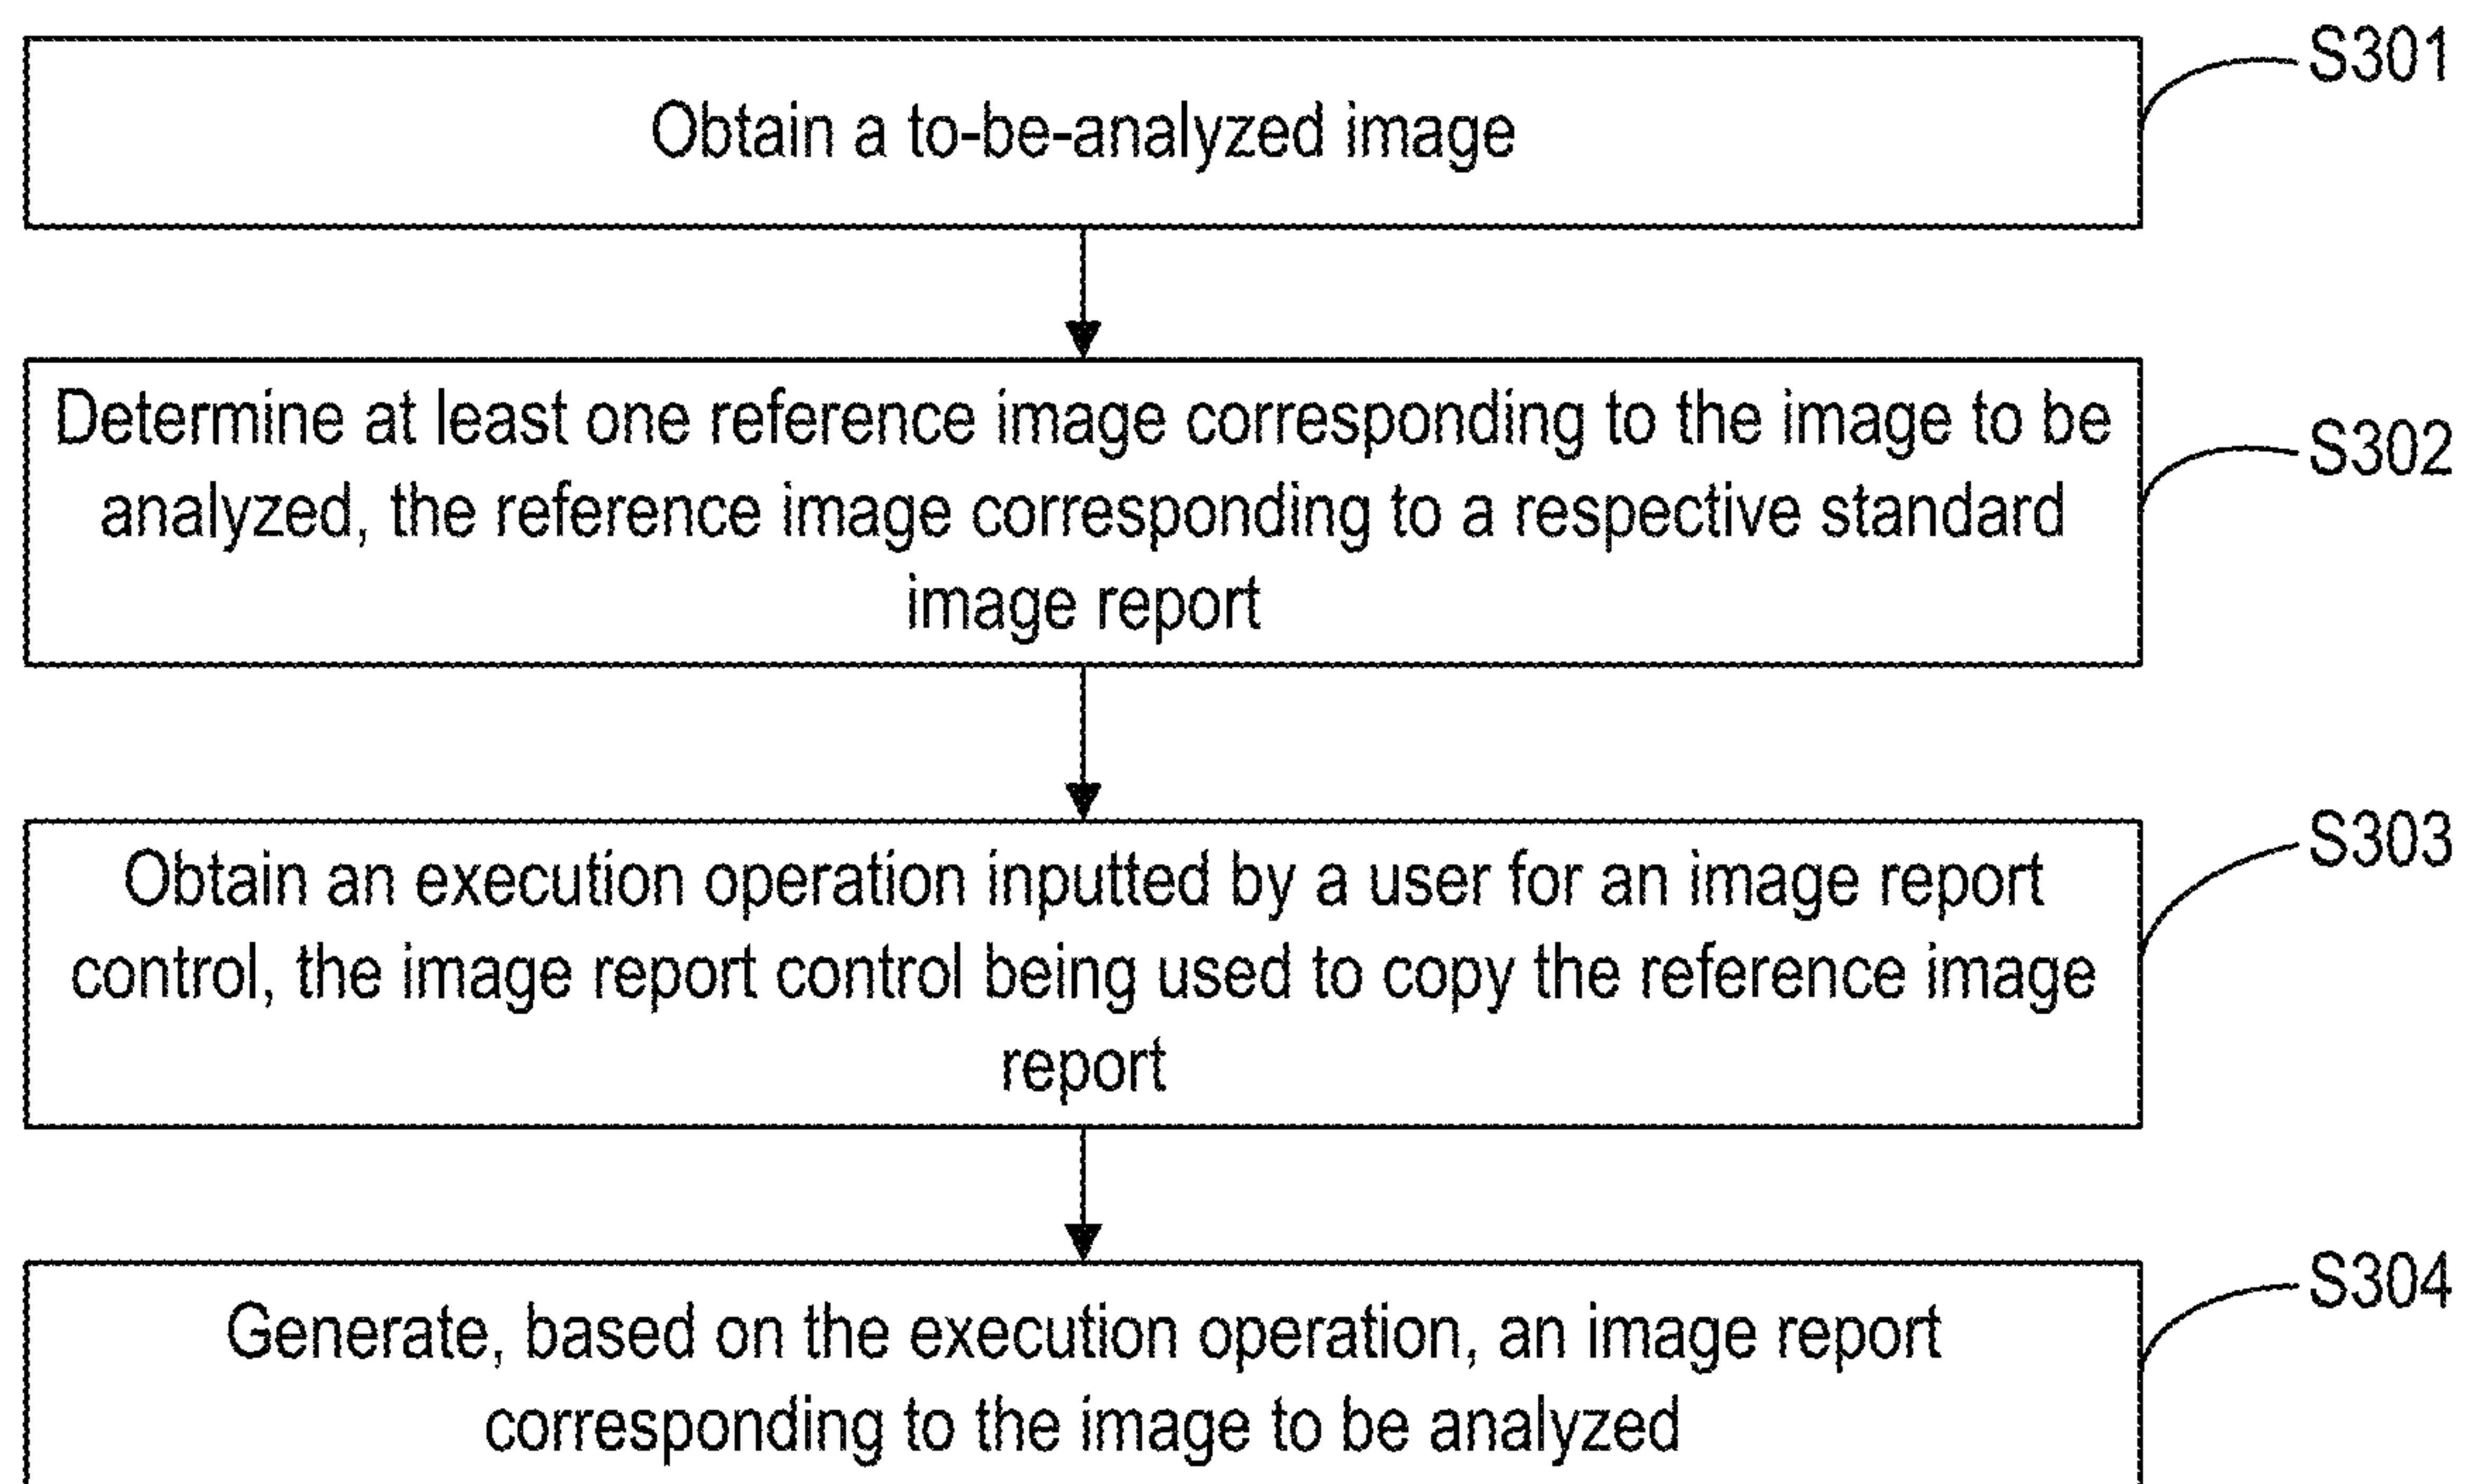 S301
Obtain a to-be-analyzed image
Determine at least one reference image corresponding to the image to be
S302
analyzed, the reference image corresponding to a respective standard
image report
S303
Obtain an execution operation inputted by a user for an image report
control, the image report control being used to copy the reference image
report
S304
Generate, based on the execution operation, an image report
corresponding to the image to be analyzed